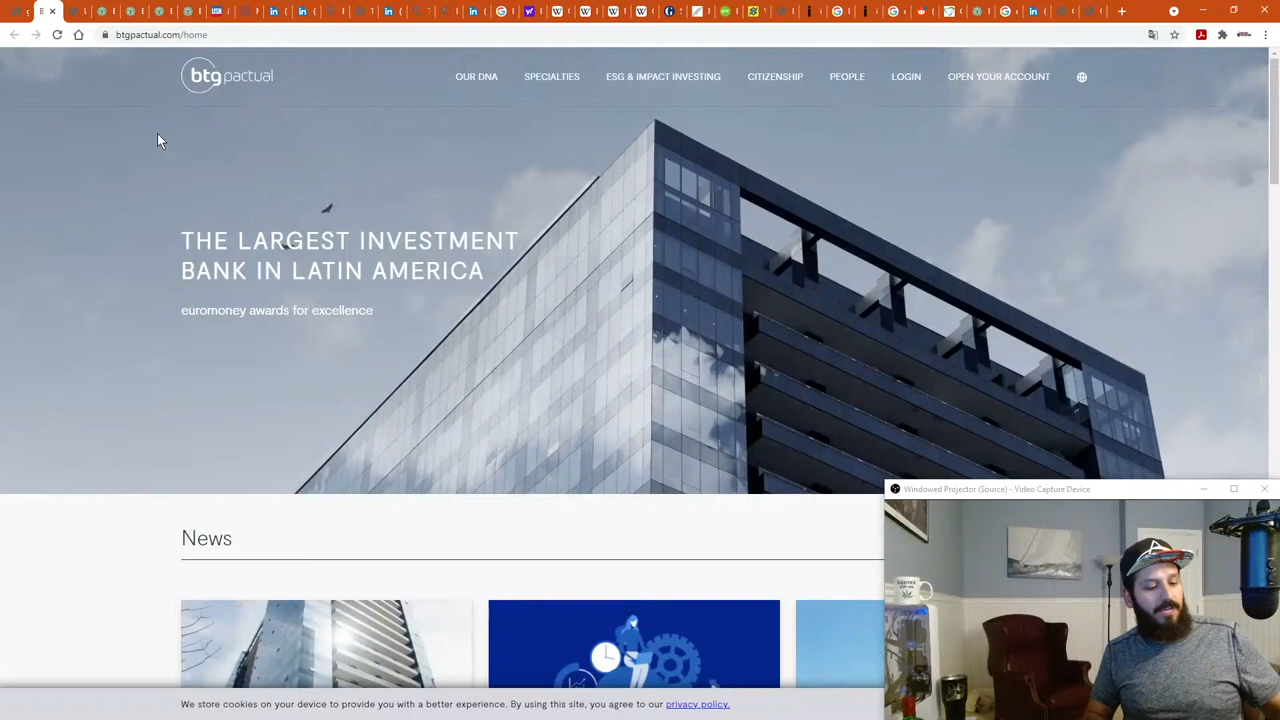 btgpactual.com/home
btgpactual
OUR DNA
SPECIALTIES
ESG & IMPACT INVESTING
CITIZENSHIP
PEOPLE
LOGIN
OPEN YOUR ACCOUNT
THE LARGEST INVESTMENT
BANK IN LATIN AMERICA
euromoney awards for excellence
Windowed Projector (Source) - Video Capture Device
News
We store cookies on your device to provide you with a better experience. By using this site, you agree to our privacy policy.